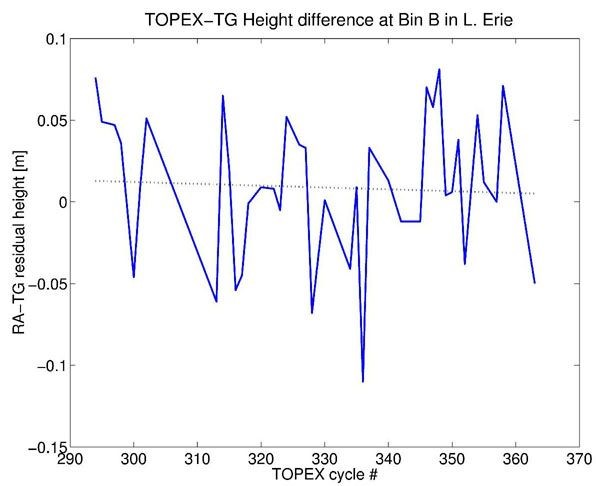 TOPEX−TG Height difference at Bin B in L. Erie
RA−TG residual height [m]
0.1
0.05
0
−0.05
−0.1
−0.15
290 300 310 320 330 340 350 360 370
TOPEX cycle #